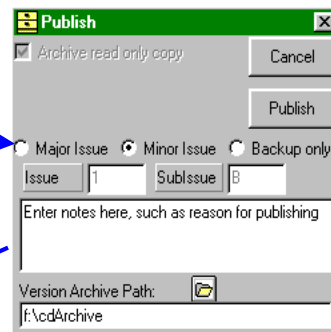 Publish
Archive read only copy
Cancel
Publish
Major Issue Minor Issue Backup only
Issue 1 SubIssue B
Enter notes here, such as reason for publishing
Version Archive Path:
f:\cdArchive